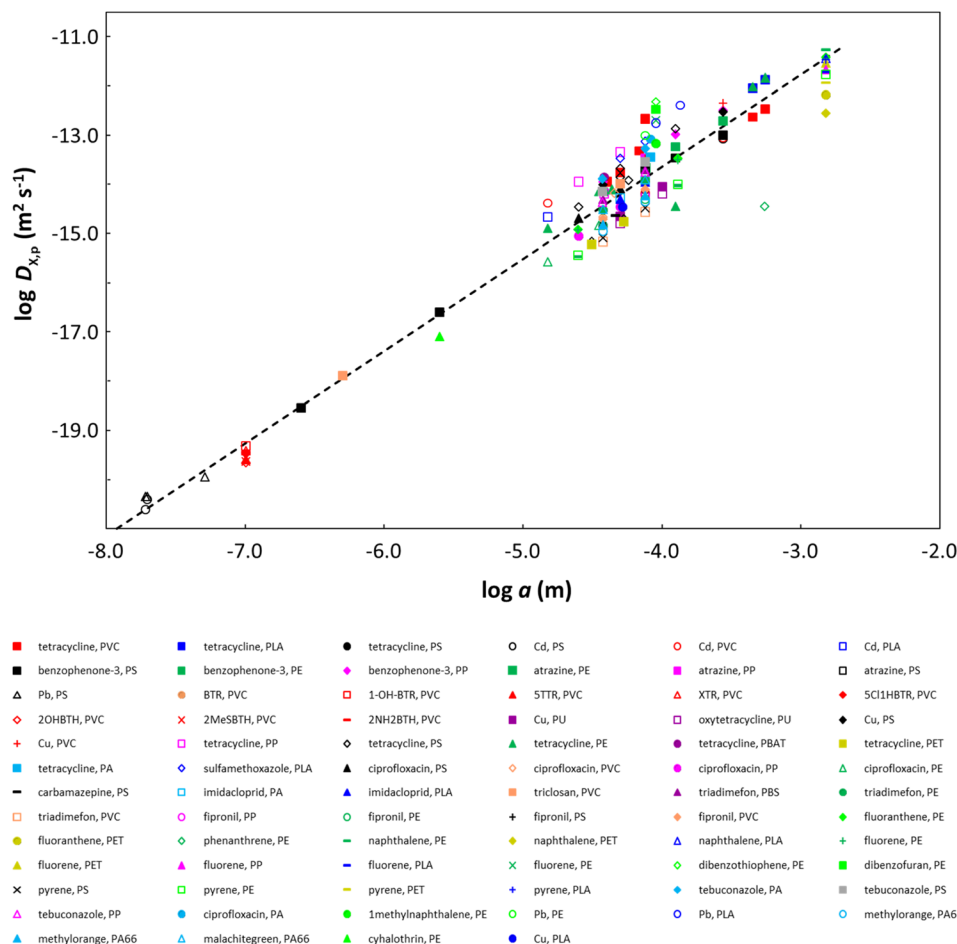 -11.0
-13.0
-15.0
-17.0
-19.0
log D_X,p (m² s⁻¹)
-8.0 -7.0 -6.0 -5.0 -4.0 -3.0 -2.0
log a (m)
tetracycline, PVC tetracycline, PLA tetracycline, PS Cd, PS Cd, PVC Cd, PLA
benzophenone-3, PS benzophenone-3, PE benzophenone-3, PP atrazine, PE atrazine, PP atrazine, PS
Pb, PS BTR, PVC 1-OH-BTR, PVC 5TTR, PVC XTR, PVC 5Cl1HBTR, PVC
2OHBTH, PVC 2MeSBTH, PVC 2NH2BTH, PVC Cu, PU oxytetracycline, PU Cu, PS
Cu, PVC tetracycline, PP tetracycline, PS tetracycline, PE tetracycline, PBAT tetracycline, PET
tetracycline, PA sulfamethoxazole, PLA ciprofloxacin, PS ciprofloxacin, PVC ciprofloxacin, PP ciprofloxacin, PE
carbamazepine, PS imidacloprid, PA imidacloprid, PLA triclosan, PVC triadimefon, PBS triadimefon, PE
triadimefon, PVC fipronil, PP fipronil, PE fipronil, PS fipronil, PVC fluoranthene, PE
fluoranthene, PET phenanthrene, PE naphthalene, PE naphthalene, PET naphthalene, PLA fluorene, PE
fluorene, PET fluorene, PP fluorene, PLA fluorene, PE dibenzothiophene, PE dibenzofuran, PE
pyrene, PS pyrene, PE pyrene, PET pyrene, PLA tebuconazole, PA tebuconazole, PS
tebuconazole, PP ciprofloxacin, PA 1methylnaphthalene, PE Pb, PE Pb, PLA methylorange, PA6
methylorange, PA66 malachitegreen, PA66 cyhalothrin, PE Cu, PLA